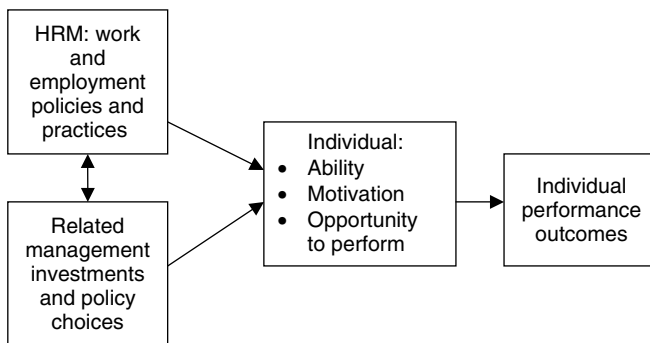 HRM: work
and
employment
policies and
practices
Related
management
investments
and policy
choices
Individual:
• Ability
• Motivation
• Opportunity
to perform
Individual
performance
outcomes